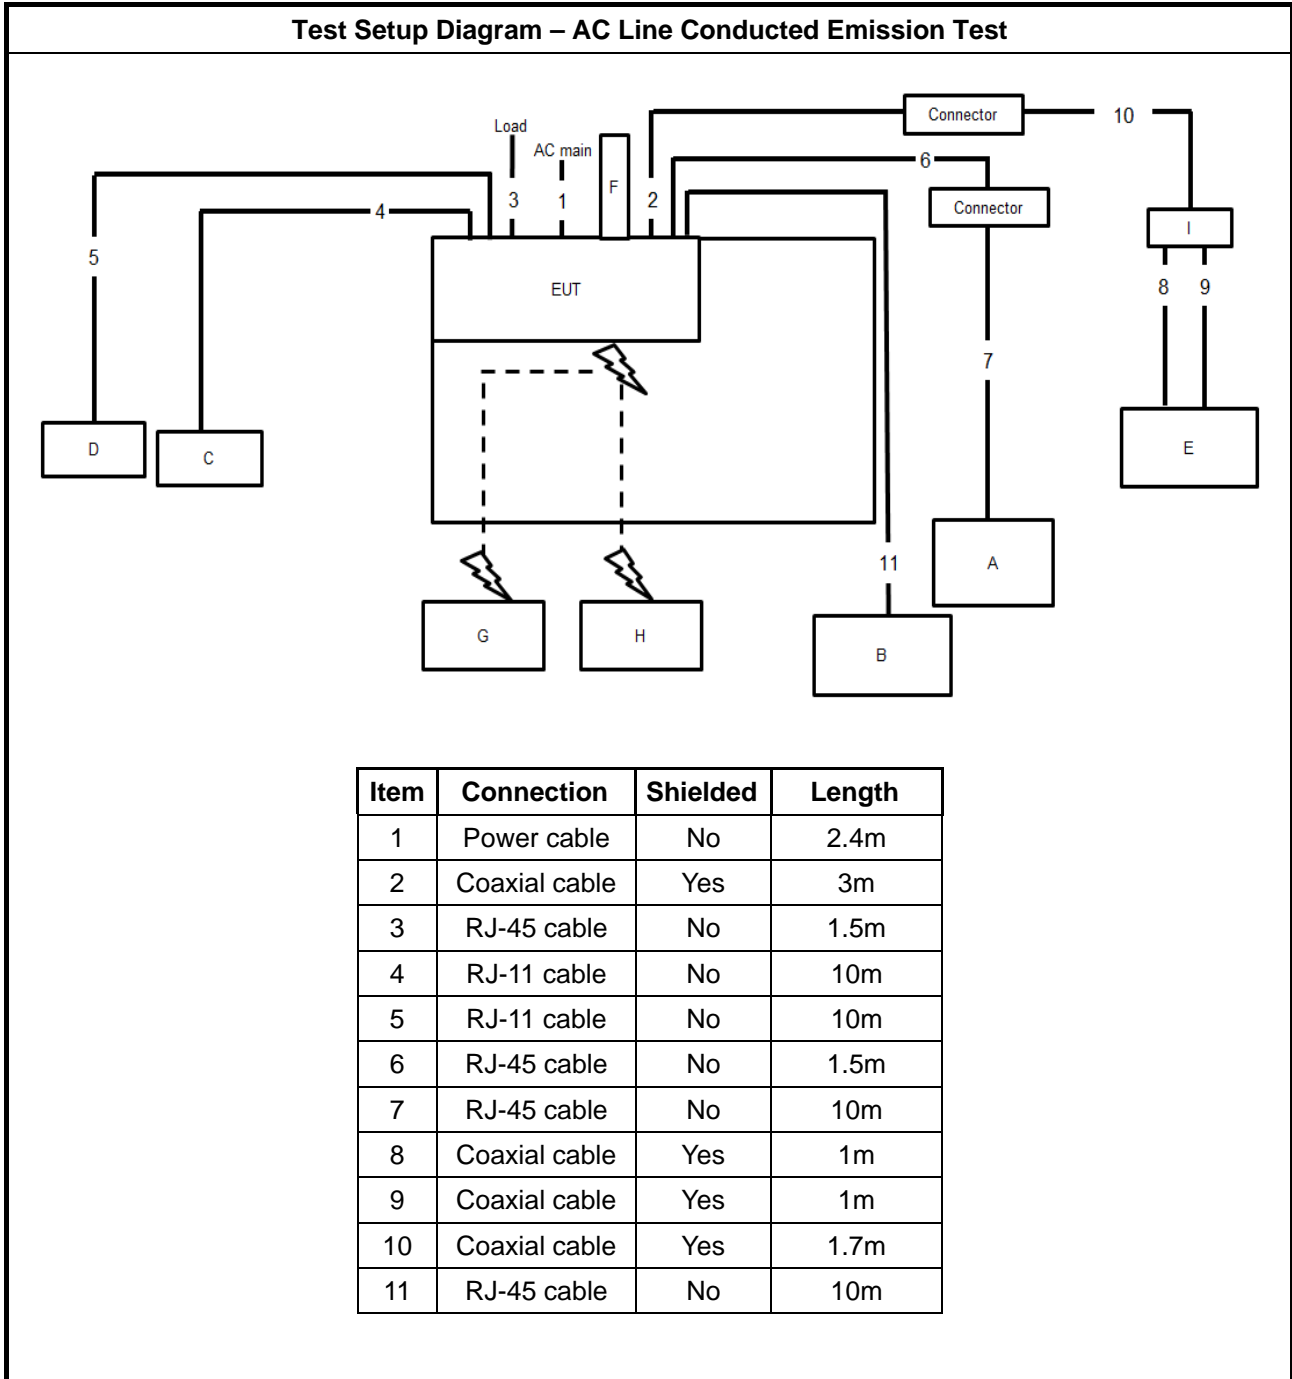 Test Setup Diagram – AC Line Conducted Emission Test
Load
AC main
Connector
10
6
F
3
1
2
4
Connector
5
I
EUT
8
9
7
D
C
E
11
A
G
H
B
Item Connection Shielded Length
1 Power cable No 2.4m
2 Coaxial cable Yes 3m
3 RJ-45 cable No 1.5m
4 RJ-11 cable No 10m
5 RJ-11 cable No 10m
6 RJ-45 cable No 1.5m
7 RJ-45 cable No 10m
8 Coaxial cable Yes 1m
9 Coaxial cable Yes 1m
10 Coaxial cable Yes 1.7m
11 RJ-45 cable No 10m